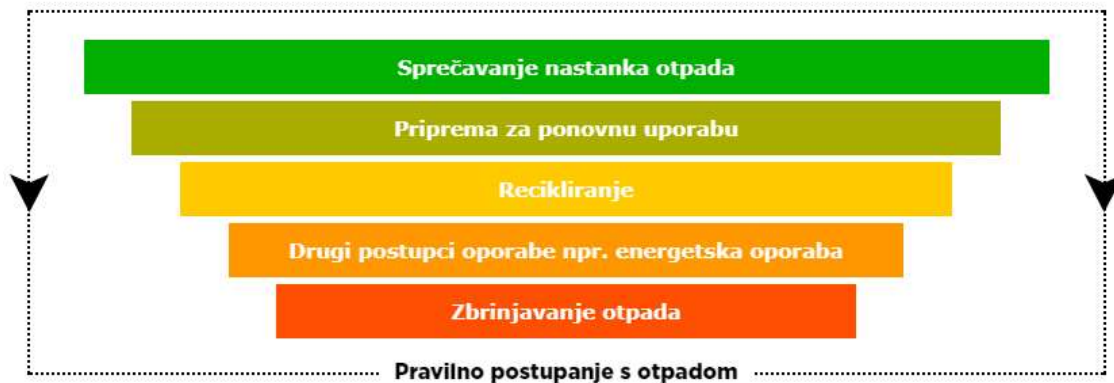 Sprečavanje nastanka otpada
Priprema za ponovnu uporabu
Recikliranje
Drugi postupci oporabe npr. energetska oporaba
Zbrinjavanje otpada
Pravilno postupanje s otpadom